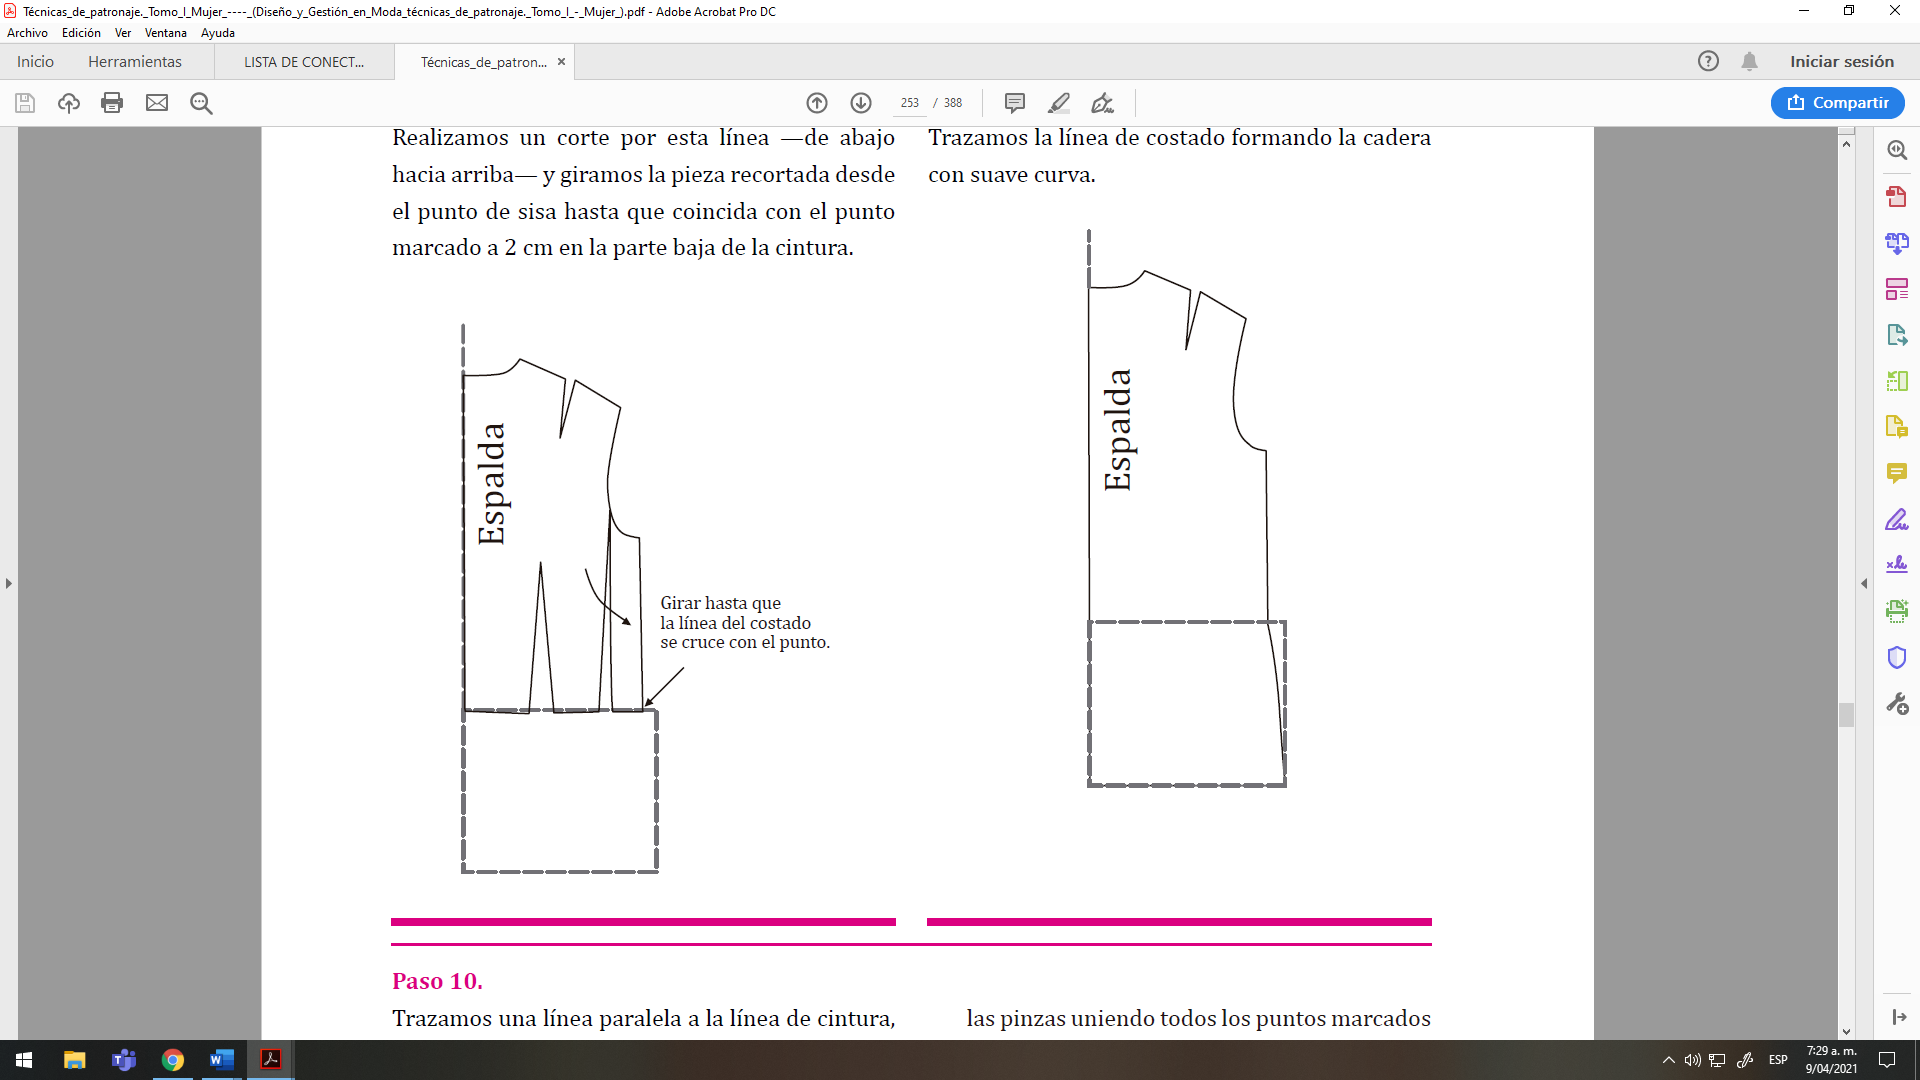 Técnicas_de_patronaje._Tomo_I_Mujer_----_(Diseño_y_Gestión_en_Moda_técnicas_de_patronaje._Tomo_I_-_Mujer_).pdf - Adobe Acrobat Pro DC
Archivo Edición Ver Ventana Ayuda
Inicio Herramientas LISTA DE CONECT... Técnicas_de_patron... × Iniciar sesión
253 / 388 Compartir
Realizamos un corte por esta línea —de abajo
hacia arriba— y giramos la pieza recortada desde
el punto de sisa hasta que coincida con el punto
marcado a 2 cm en la parte baja de la cintura.
Espalda
Girar hasta que
la línea del costado
se cruce con el punto.
Trazamos la línea de costado formando la cadera
con suave curva.
Espalda
Paso 10.
Trazamos una línea paralela a la línea de cintura,
las pinzas uniendo todos los puntos marcados
ESP
7:29 a. m.
9/04/2021